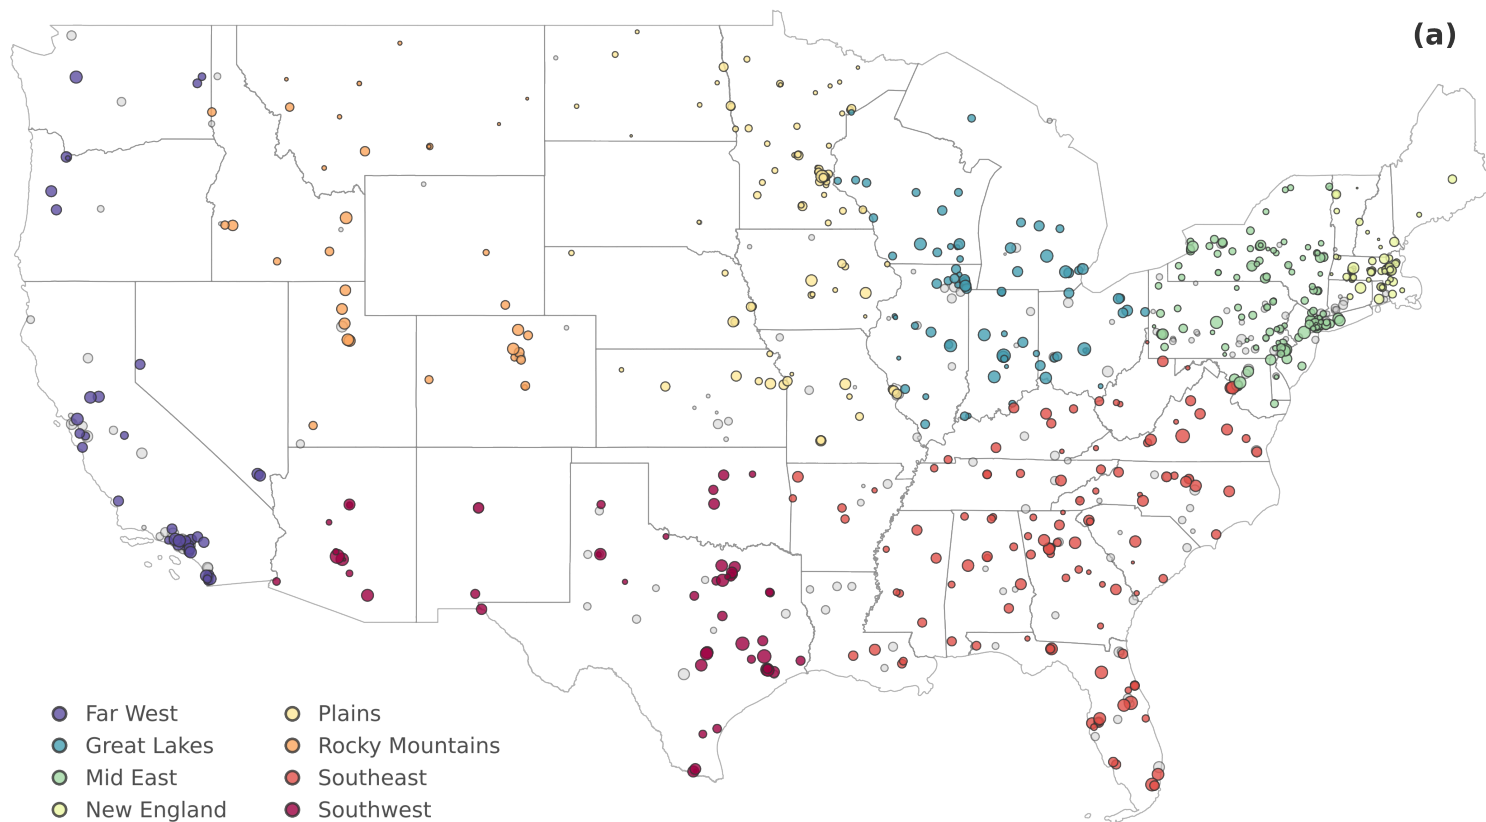 (a)
Far West
Great Lakes
Mid East
New England
Plains
Rocky Mountains
Southeast
Southwest